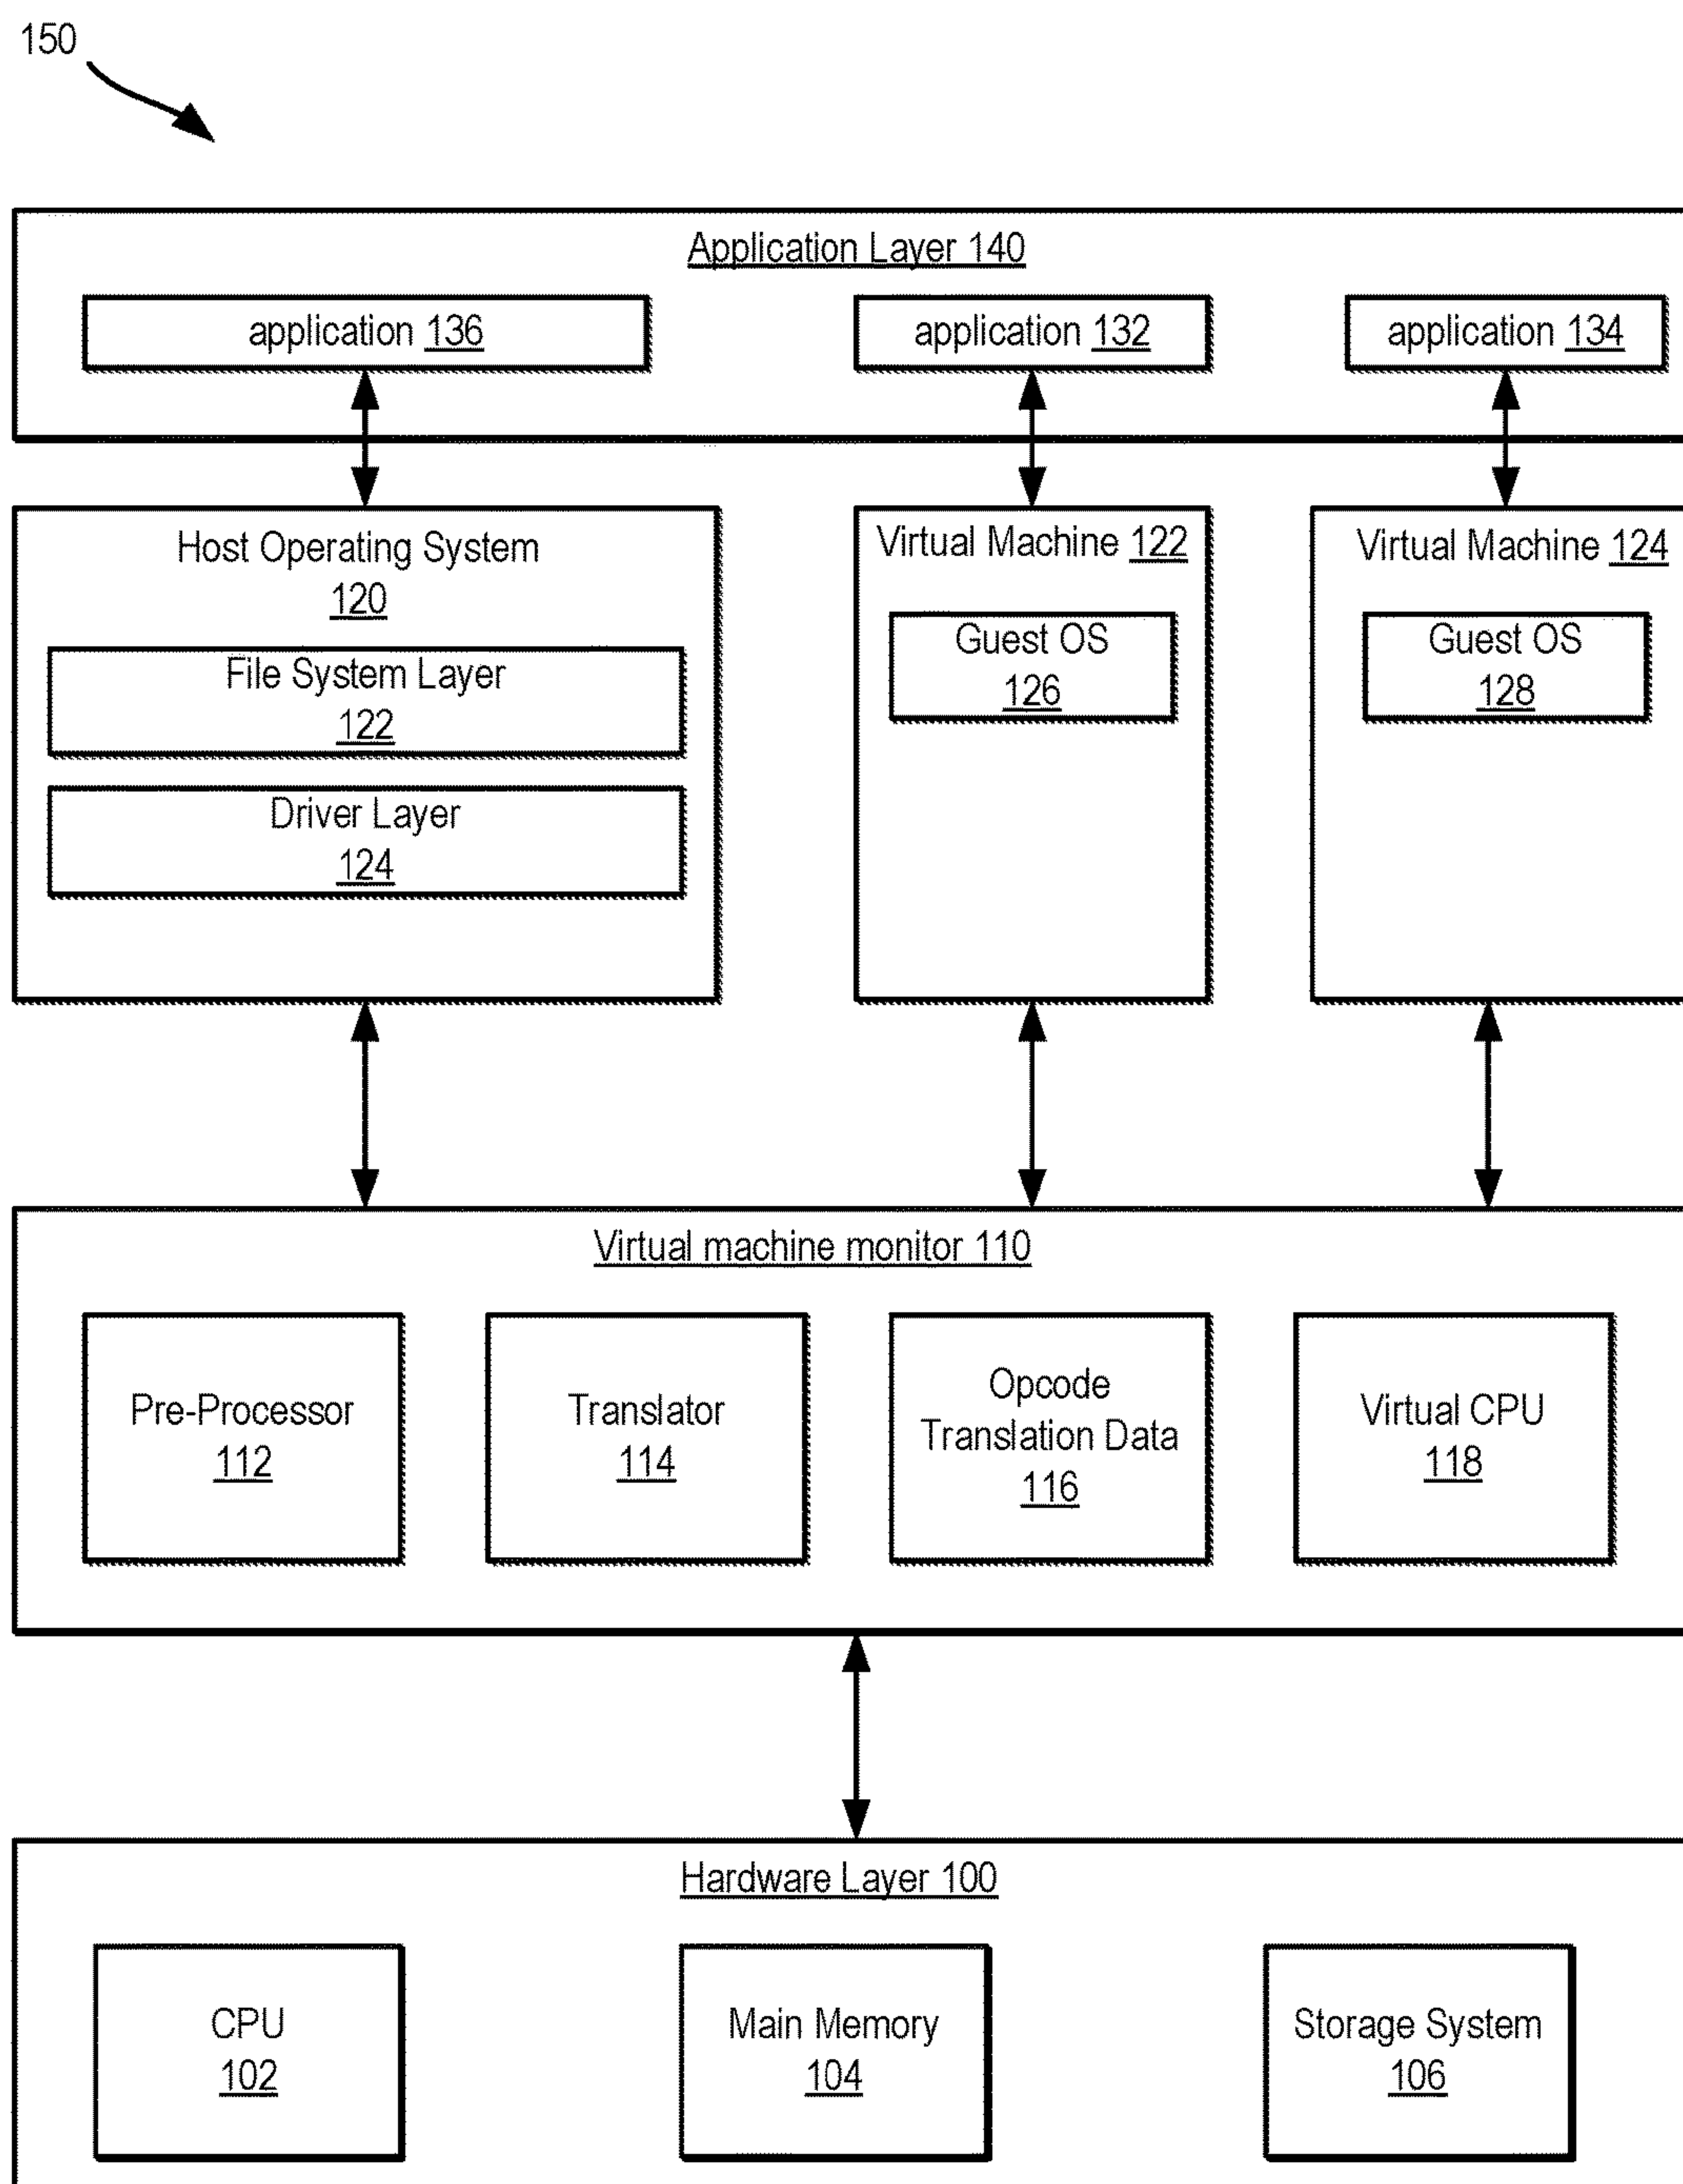 150
Application Layer 140
application 136
application 132
application 134
Host Operating System
120
File System Layer
122
Driver Layer
124
Virtual Machine 122
Guest OS
126
Virtual Machine 124
Guest OS
128
Virtual machine monitor 110
Pre-Processor
112
Translator
114
Opcode
Translation Data
116
Virtual CPU
118
Hardware Layer 100
CPU
102
Main Memory
104
Storage System
106